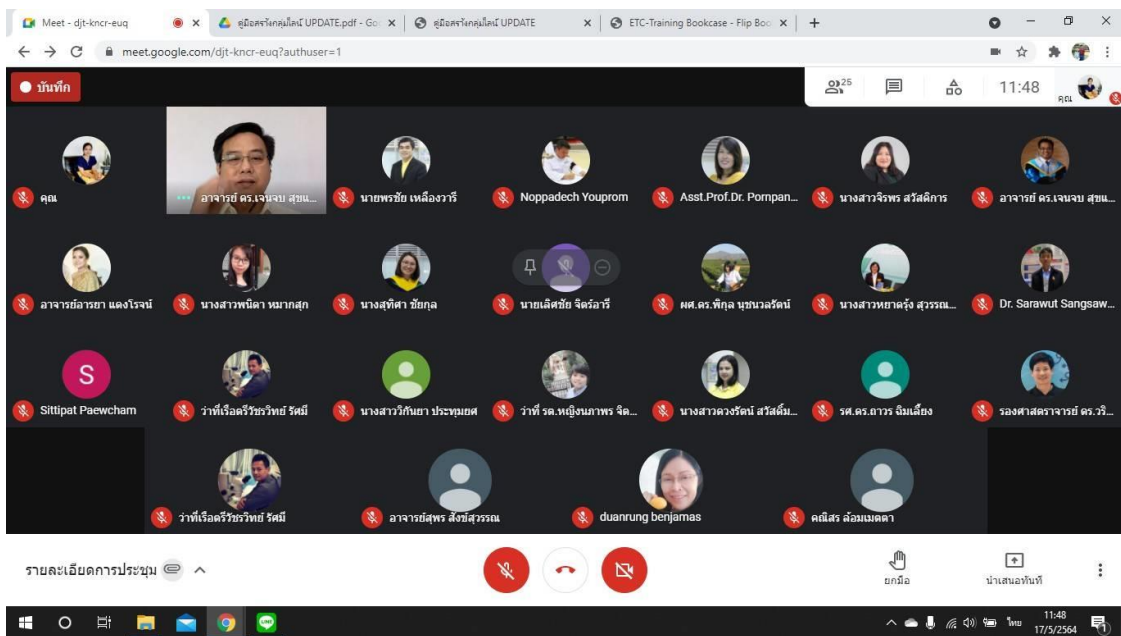 Meet - djt-kncr-euq
คู่มือสรรังกลุ่มไลน์ UPDATE.pdf - Goo
คู่มือสรรังกลุ่มไลน์ UPDATE
ETC-Training Bookcase - Flip Boo
meet.google.com/djt-kncr-euq?authuser=1
บันทึก
25
11:48
คุณ
คุณ
อาจารย์ ดร.เจนจบ สุขแ...
นายพรชัย เหลืองวารี
Noppadech Youprom
Asst.Prof.Dr. Pornpan...
นางสาวจิรพร สวัสดิการ
อาจารย์ ดร.เจนจบ สุขแ...
อาจารย์อารยา แดงโรจน์
นางสาวพนิดา หมากสุก
นางสุทิศา ชัยกุล
นายเลิศชัย จิตร์อารี
ผศ.ดร.พิกุล นุชนวลรัตน์
นางสาวหยาดรุ้ง สุวรรณ...
Dr. Sarawut Sangsaw...
S
Sittipat Paewcham
ว่าที่เรือตรีวัชรวิทย์ รัศมี
นางสาววิกันยา ประทุมยศ
ว่าที่ รต.หญิงนภาพร จิต...
นางสาวดวงรัตน์ สวัสดิ์ม...
รศ.ดร.ถาวร ฉิมเลี้ยง
รองศาสตราจารย์ ดร.วริ...
ว่าที่เรือตรีวัชรวิทย์ รัศมี
อาจารย์สุพร สังข์สุวรรณ
duanrung benjamas
คณิสร ล้อมเมตตา
รายละเอียดการประชุม
ยกมือ
นำเสนอทันที
LINE
ไทย
11:48
17/5/2564
1